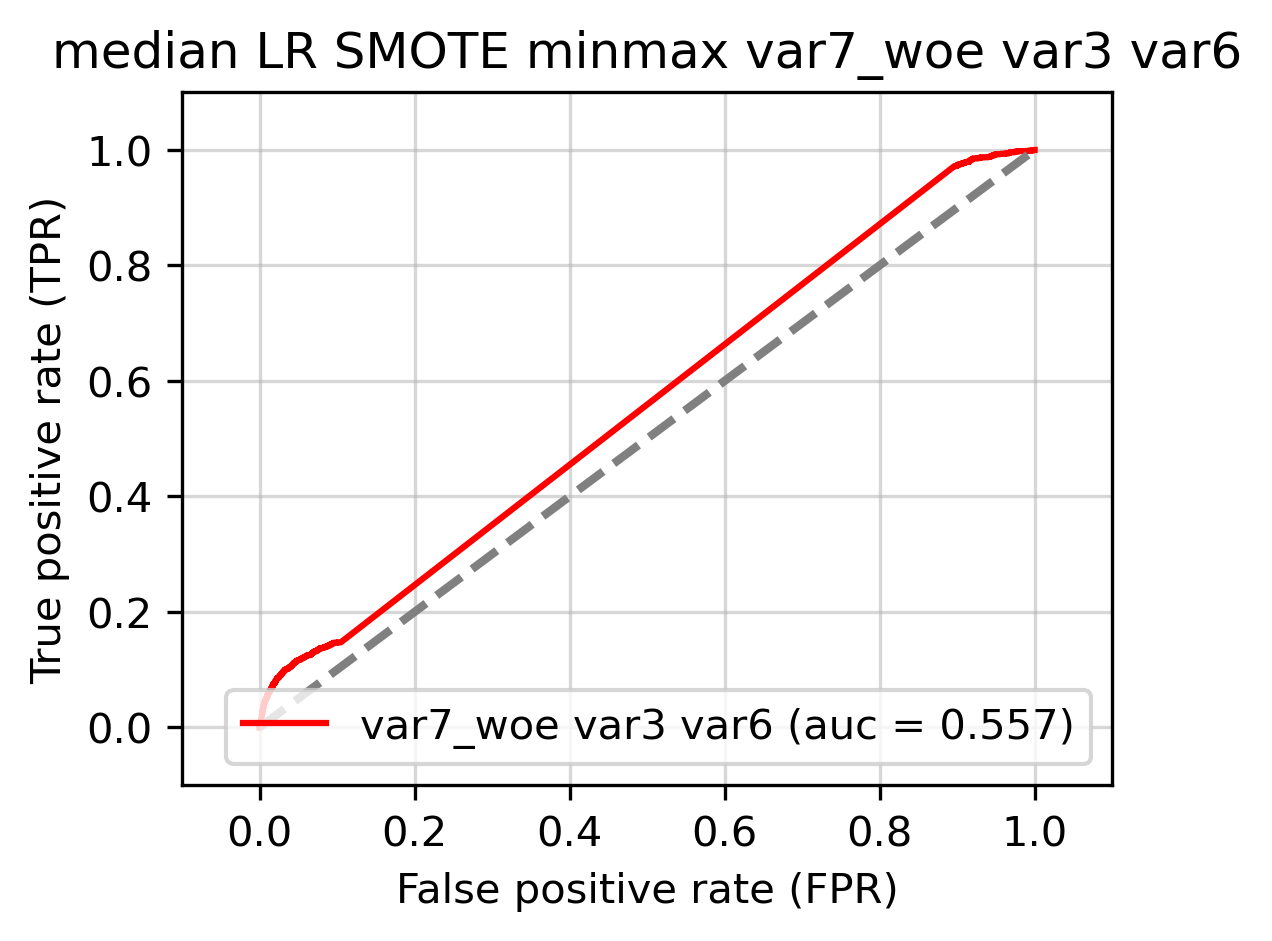 median LR SMOTE minmax var7_woe var3 var6
True positive rate (TPR)
1.0
0.8
0.6
0.4
0.2
0.0
var7_woe var3 var6 (auc = 0.557)
0.0 0.2 0.4 0.6 0.8 1.0
False positive rate (FPR)